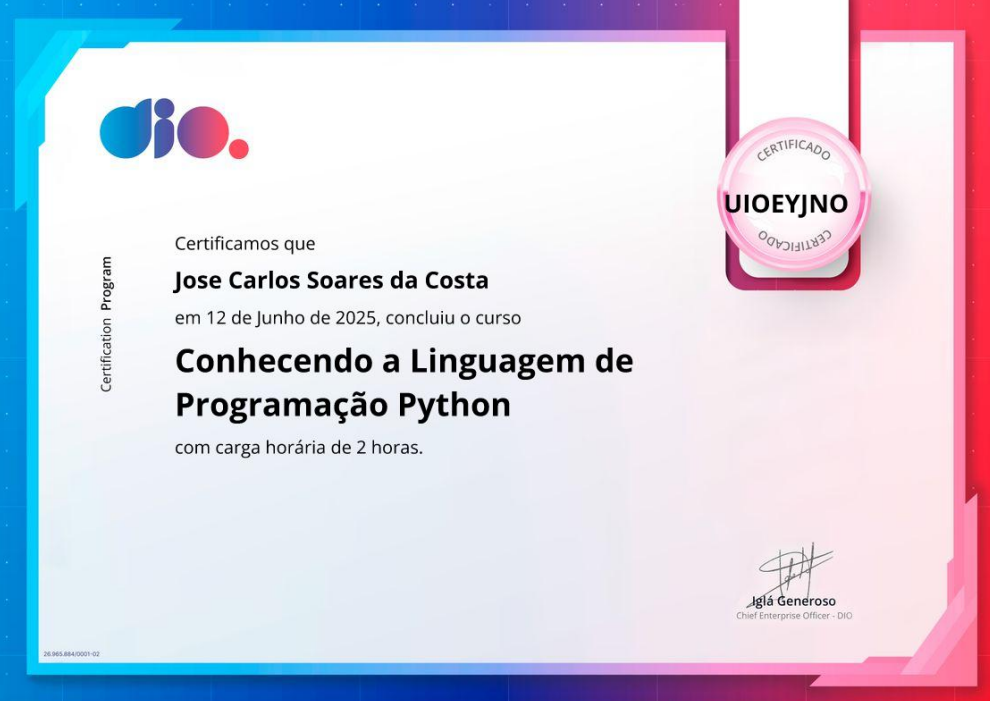 dio.
CERTIFICADO
UIOEYJNO
CERTIFICADO
Certification Program
Certificamos que
Jose Carlos Soares da Costa
em 12 de Junho de 2025, concluiu o curso
Conhecendo a Linguagem de
Programação Python
com carga horária de 2 horas.
Iglá Generoso
Chief Enterprise Officer - DIO
26.965.884/0001-02